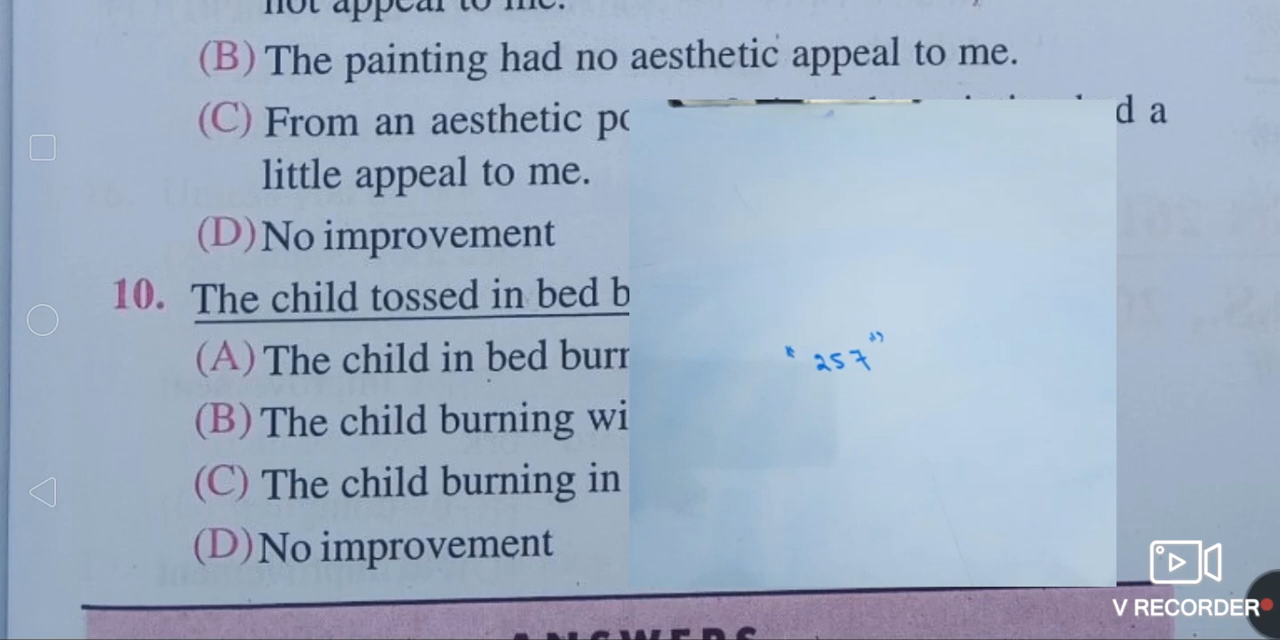 not appeal to me.
(B) The painting had no aesthetic appeal to me.
(C) From an aesthetic
d a
little appeal to me.
(D) No improvement
10. The child tossed in bed
(A) The child in bed
(B) The child burning
(C) The child burning in
(D) No improvement
"257"
ANSWERS
V RECORDER